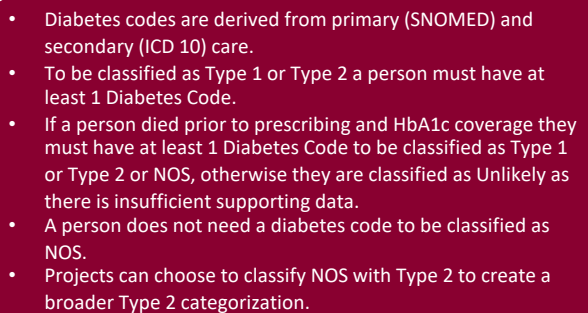 • Diabetes codes are derived from primary (SNOMED) and
secondary (ICD 10) care.
• To be classified as Type 1 or Type 2 a person must have at
least 1 Diabetes Code.
• If a person died prior to prescribing and HbA1c coverage they
must have at least 1 Diabetes Code to be classified as Type 1
or Type 2 or NOS, otherwise they are classified as Unlikely as
there is insufficient supporting data.
• A person does not need a diabetes code to be classified as
NOS.
• Projects can choose to classify NOS with Type 2 to create a
broader Type 2 categorization.